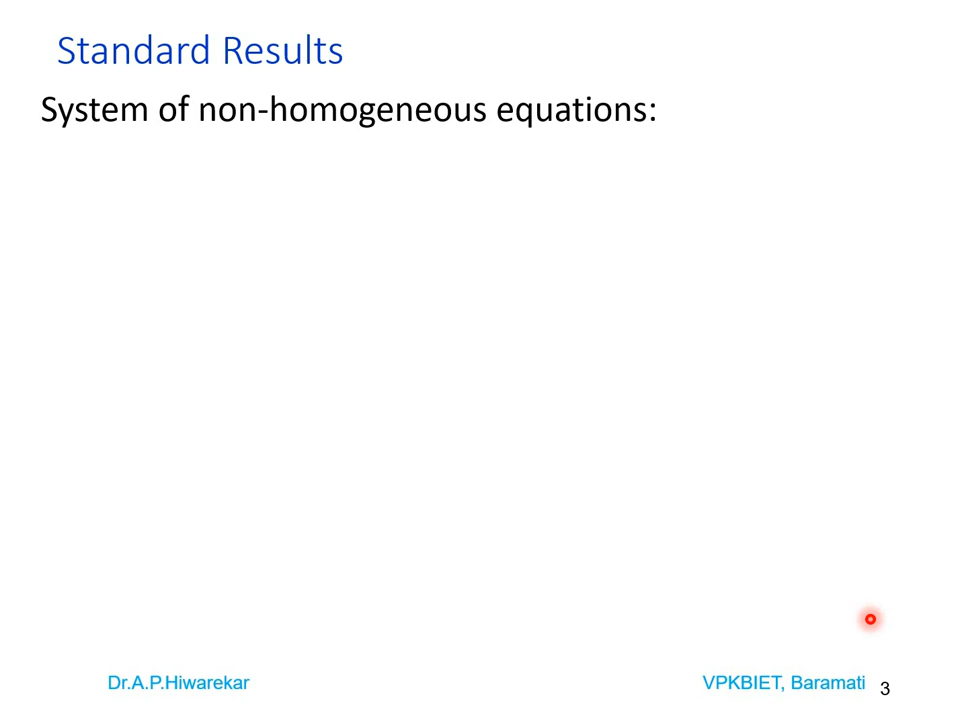 Standard Results
System of non-homogeneous equations:
Dr.A.P.Hiwarekar
VPKBIET, Baramati
3